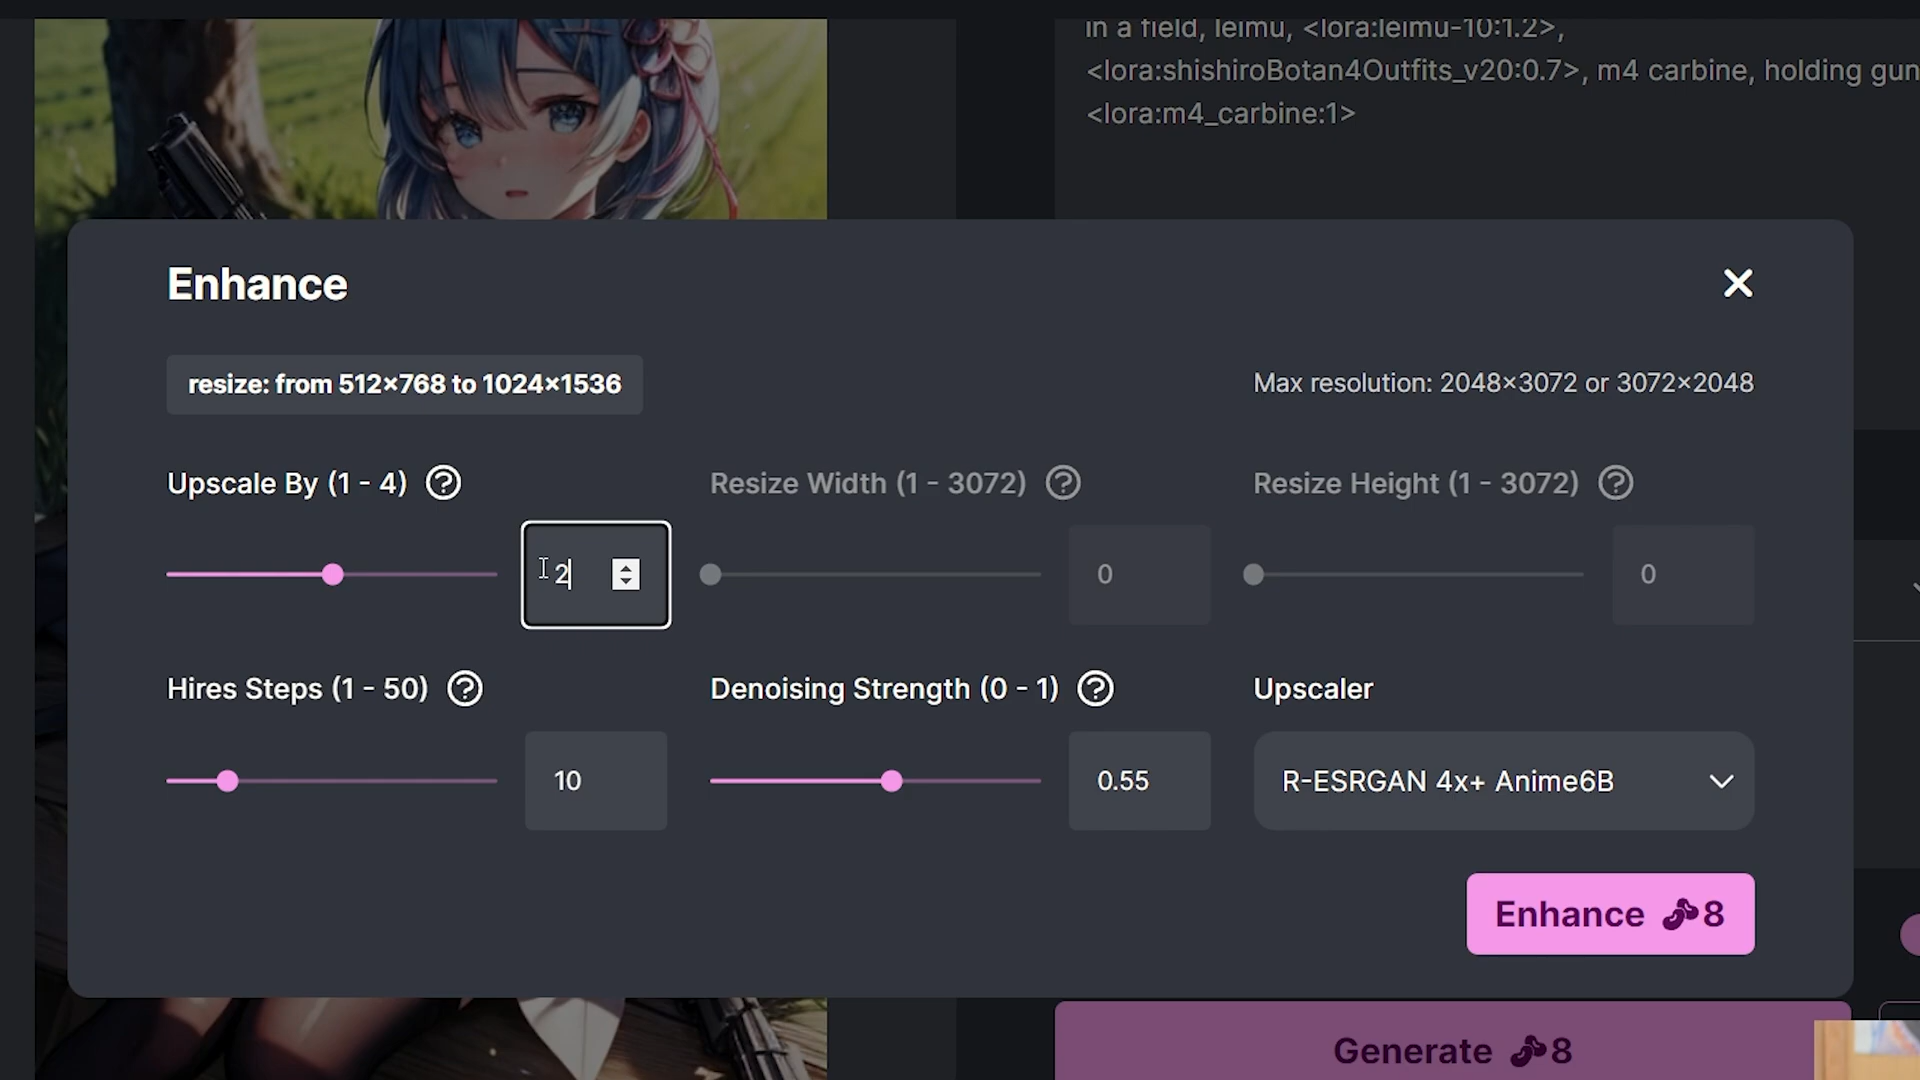 in a field, leimu, <lora:leimu-10:1.2>,
<lora:shishiroBotan4Outfits_v20:0.7>, m4 carbine, holding gun
<lora:m4_carbine:1>
Enhance
resize: from 512×768 to 1024×1536
Max resolution: 2048×3072 or 3072×2048
Upscale By (1 - 4) ?
Resize Width (1 - 3072) ?
Resize Height (1 - 3072) ?
2
0
0
Hires Steps (1 - 50) ?
Denoising Strength (0 - 1) ?
Upscaler
10
0.55
R-ESRGAN 4x+ Anime6B
Enhance 8
Generate 8